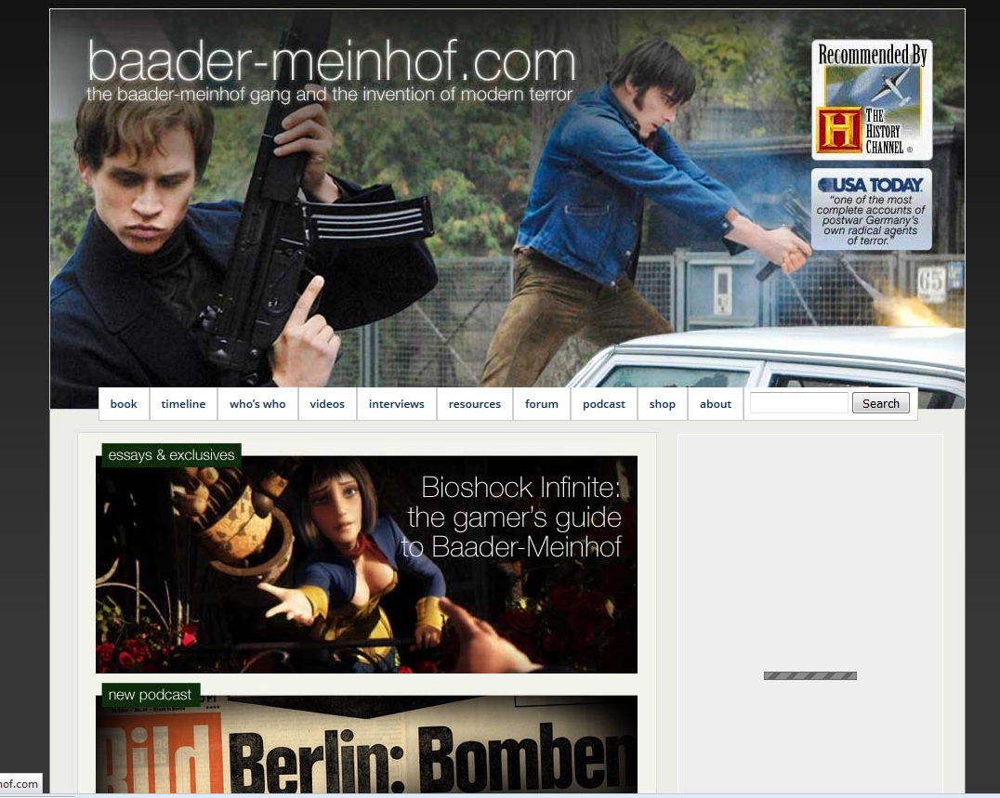 baader-meinhof.com
the baader-meinhof gang and the invention of modern terror
Recommended By
H
THE
HISTORY
CHANNEL ®
USA TODAY
“one of the most
complete accounts of
postwar Germany’s
own radical agents
of terror.”
65
book
timeline
who's who
videos
interviews
resources
forum
podcast
shop
about
Search
essays & exclusives
Bioshock Infinite:
the gamer's guide
to Baader-Meinhof
new podcast
Bild
Berlin: Bomben
hof.com